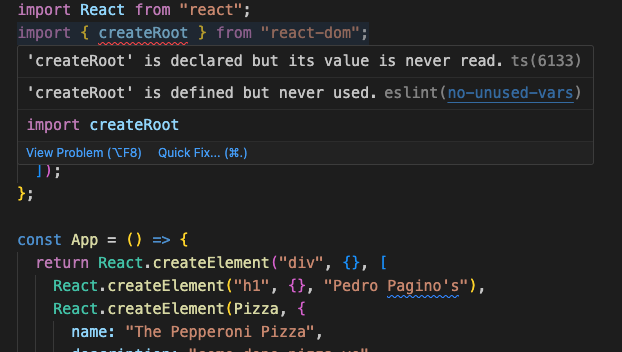 import React from "react";
import { createRoot } from "react-dom";
'createRoot' is declared but its value is never read. ts(6133)
'createRoot' is defined but never used. eslint(no-unused-vars)
import createRoot
View Problem (⌥F8) Quick Fix... (⌘.)
]);
};
const App = () => {
return React.createElement("div", {}, [
React.createElement("h1", {}, "Pedro Pagino's"),
React.createElement(Pizza, {
name: "The Pepperoni Pizza",